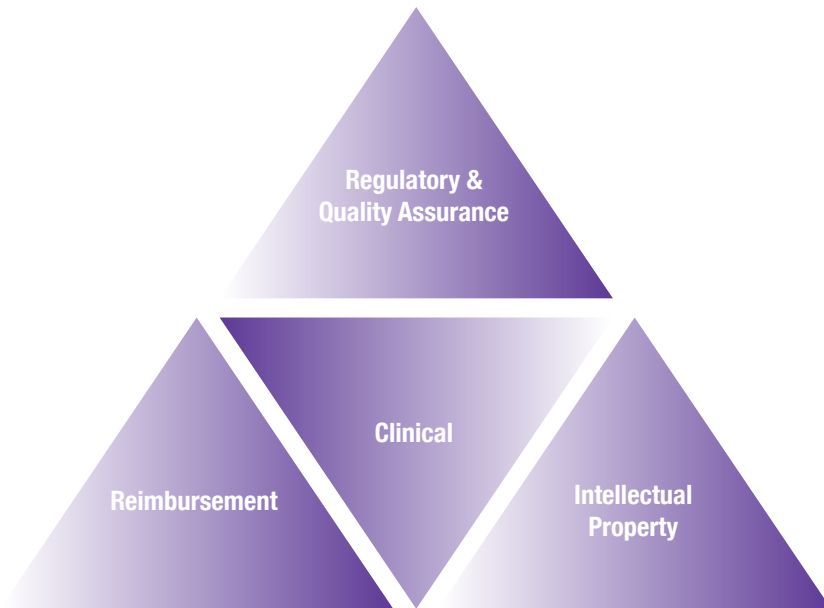 Regulatory &
Quality Assurance
Clinical
Reimbursement
Intellectual
Property